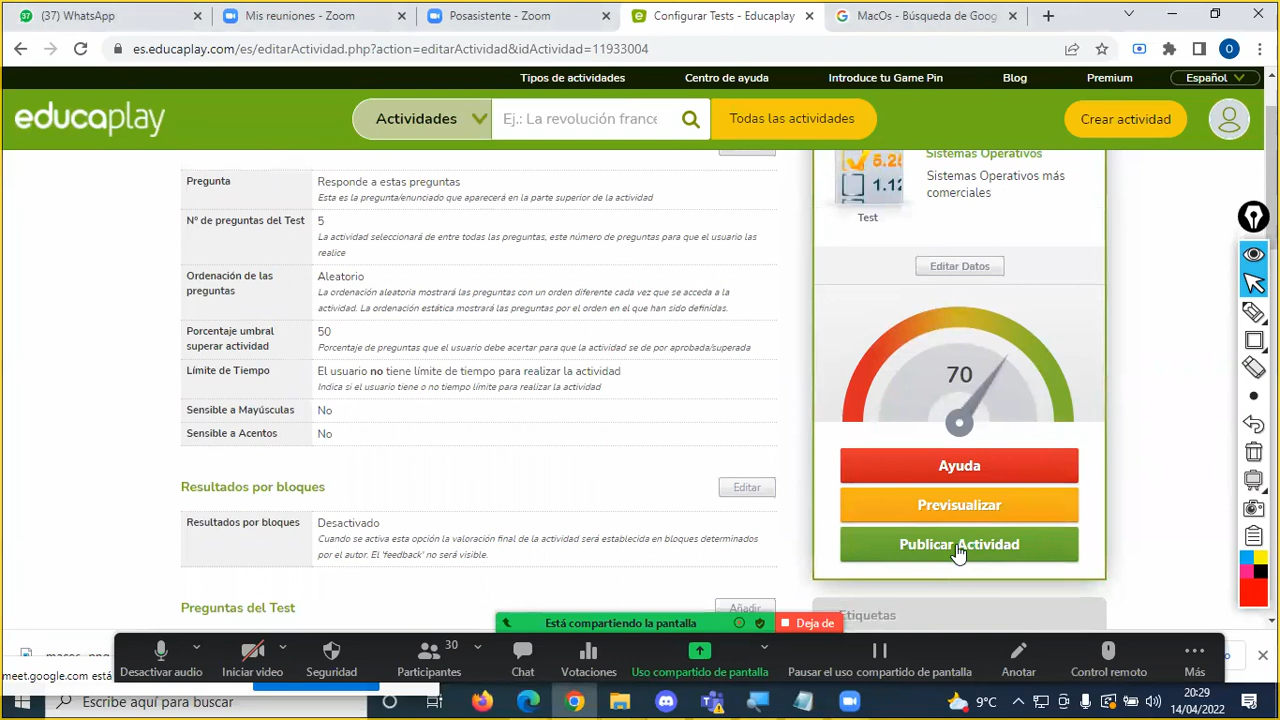 (37) WhatsApp
Mis reuniones - Zoom
Posasistente - Zoom
Configurar Tests - Educaplay
MacOs - Búsqueda de Goog
es.educaplay.com/es/editarActividad.php?action=editarActividad&idActividad=11933004
O
Tipos de actividades
Centro de ayuda
Introduce tu Game Pin
Blog
Premium
Español
educaplay
Actividades
Ej.: La revolución france
Todas las actividades
Crear actividad
Pregunta
Responde a estas preguntas
Esta es la pregunta/enunciado que aparecerá en la parte superior de la actividad
Nº de preguntas del Test
5
La actividad seleccionará de entre todas las preguntas, este número de preguntas para que el usuario las
realice
Ordenación de las
preguntas
Aleatorio
La ordenación aleatoria mostrará las preguntas con un orden diferente cada vez que se acceda a la
actividad. La ordenación estática mostrará las preguntas por el orden en el que han sido definidas.
Porcentaje umbral
superar actividad
50
Porcentaje de preguntas que el usuario debe acertar para que la actividad se de por aprobada/superada
Límite de Tiempo
El usuario no tiene límite de tiempo para realizar la actividad
Indica si el usuario tiene o no tiempo límite para realizar la actividad
Sensible a Mayúsculas
No
Sensible a Acentos
No
Resultados por bloques
Editar
Resultados por bloques
Desactivado
Cuando se activa esta opción la valoración final de la actividad será establecida en bloques determinados
por el autor. El 'feedback' no será visible.
Preguntas del Test
Añadir
5.25
1.12
Test
Sistemas Operativos
Sistemas Operativos más
comerciales
Editar Datos
70
Ayuda
Previsualizar
Publicar Actividad
Etiquetas
Está compartiendo la pantalla
Deja de
30
Desactivar audio
Iniciar video
Seguridad
Participantes
Chat
Votaciones
Uso compartido de pantalla
Pausar el uso compartido de pantalla
Anotar
Control remoto
Más
meet.google.com está
Escribe aquí para buscar
9°C
20:29
14/04/2022